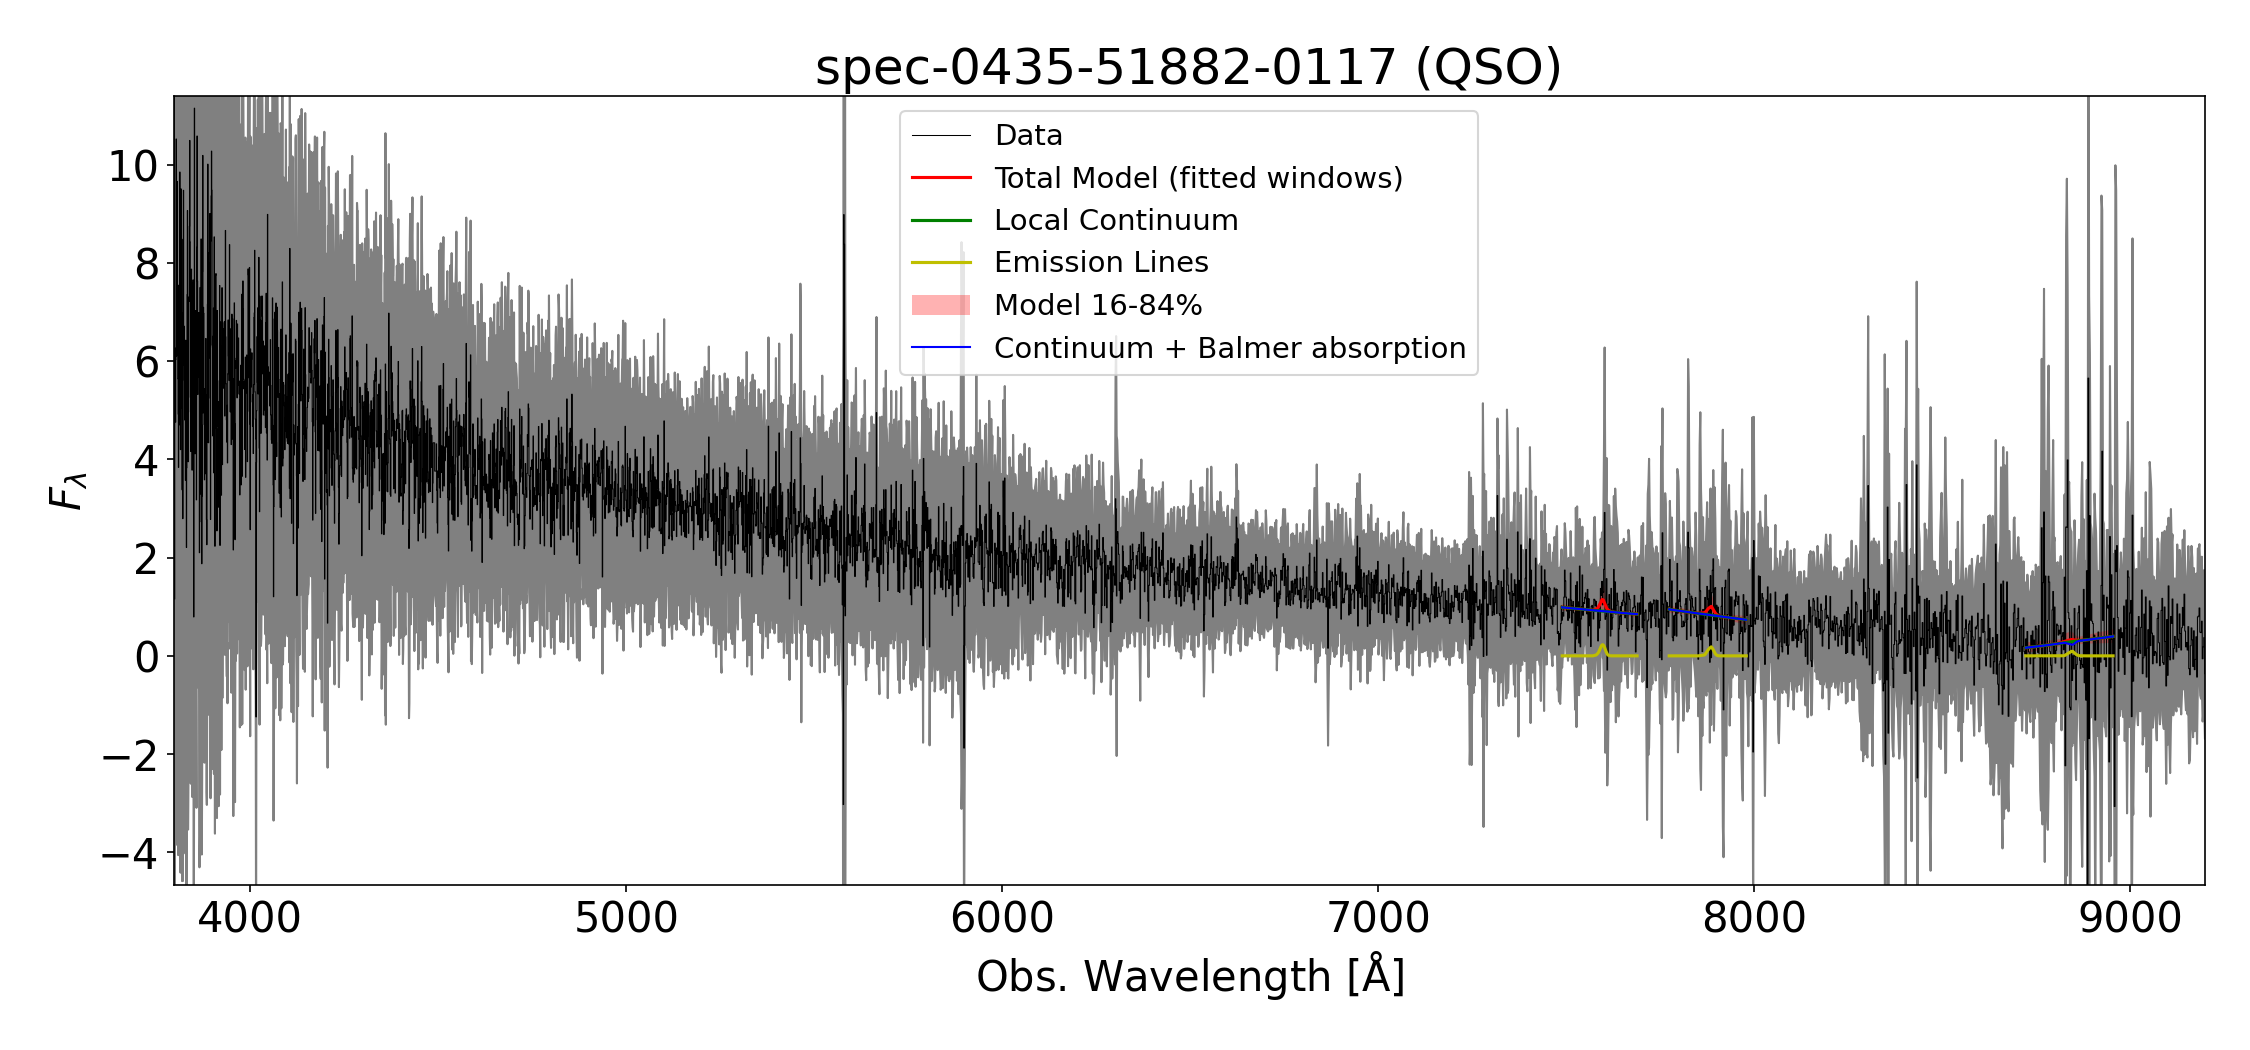 spec-0435-51882-0117 (QSO)
Data
Total Model (fitted windows)
Local Continuum
Emission Lines
Model 16-84%
Continuum + Balmer absorption
10
8
6
4
2
0
−2
−4
Fλ
4000 5000 6000 7000 8000 9000
Obs. Wavelength [Å]